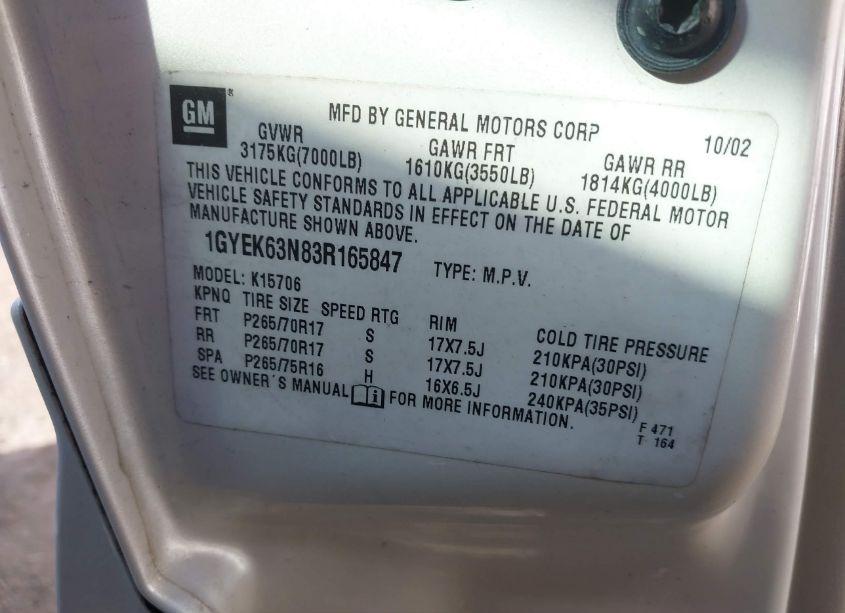 GM ®
MFD BY GENERAL MOTORS CORP 10/02
GVWR GAWR FRT GAWR RR
3175KG(7000LB) 1610KG(3550LB) 1814KG(4000LB)
THIS VEHICLE CONFORMS TO ALL APPLICABLE U.S. FEDERAL MOTOR
VEHICLE SAFETY STANDARDS IN EFFECT ON THE DATE OF
MANUFACTURE SHOWN ABOVE.
1GYEK63N83R165847 TYPE: M.P.V.
MODEL: K15706
KPNQ TIRE SIZE SPEED RTG RIM COLD TIRE PRESSURE
FRT P265/70R17 S 17X7.5J 210KPA(30PSI)
RR P265/70R17 S 17X7.5J 210KPA(30PSI)
SPA P265/75R16 H 16X6.5J 240KPA(35PSI)
SEE OWNER´S MANUAL FOR MORE INFORMATION.
F 471
T 164